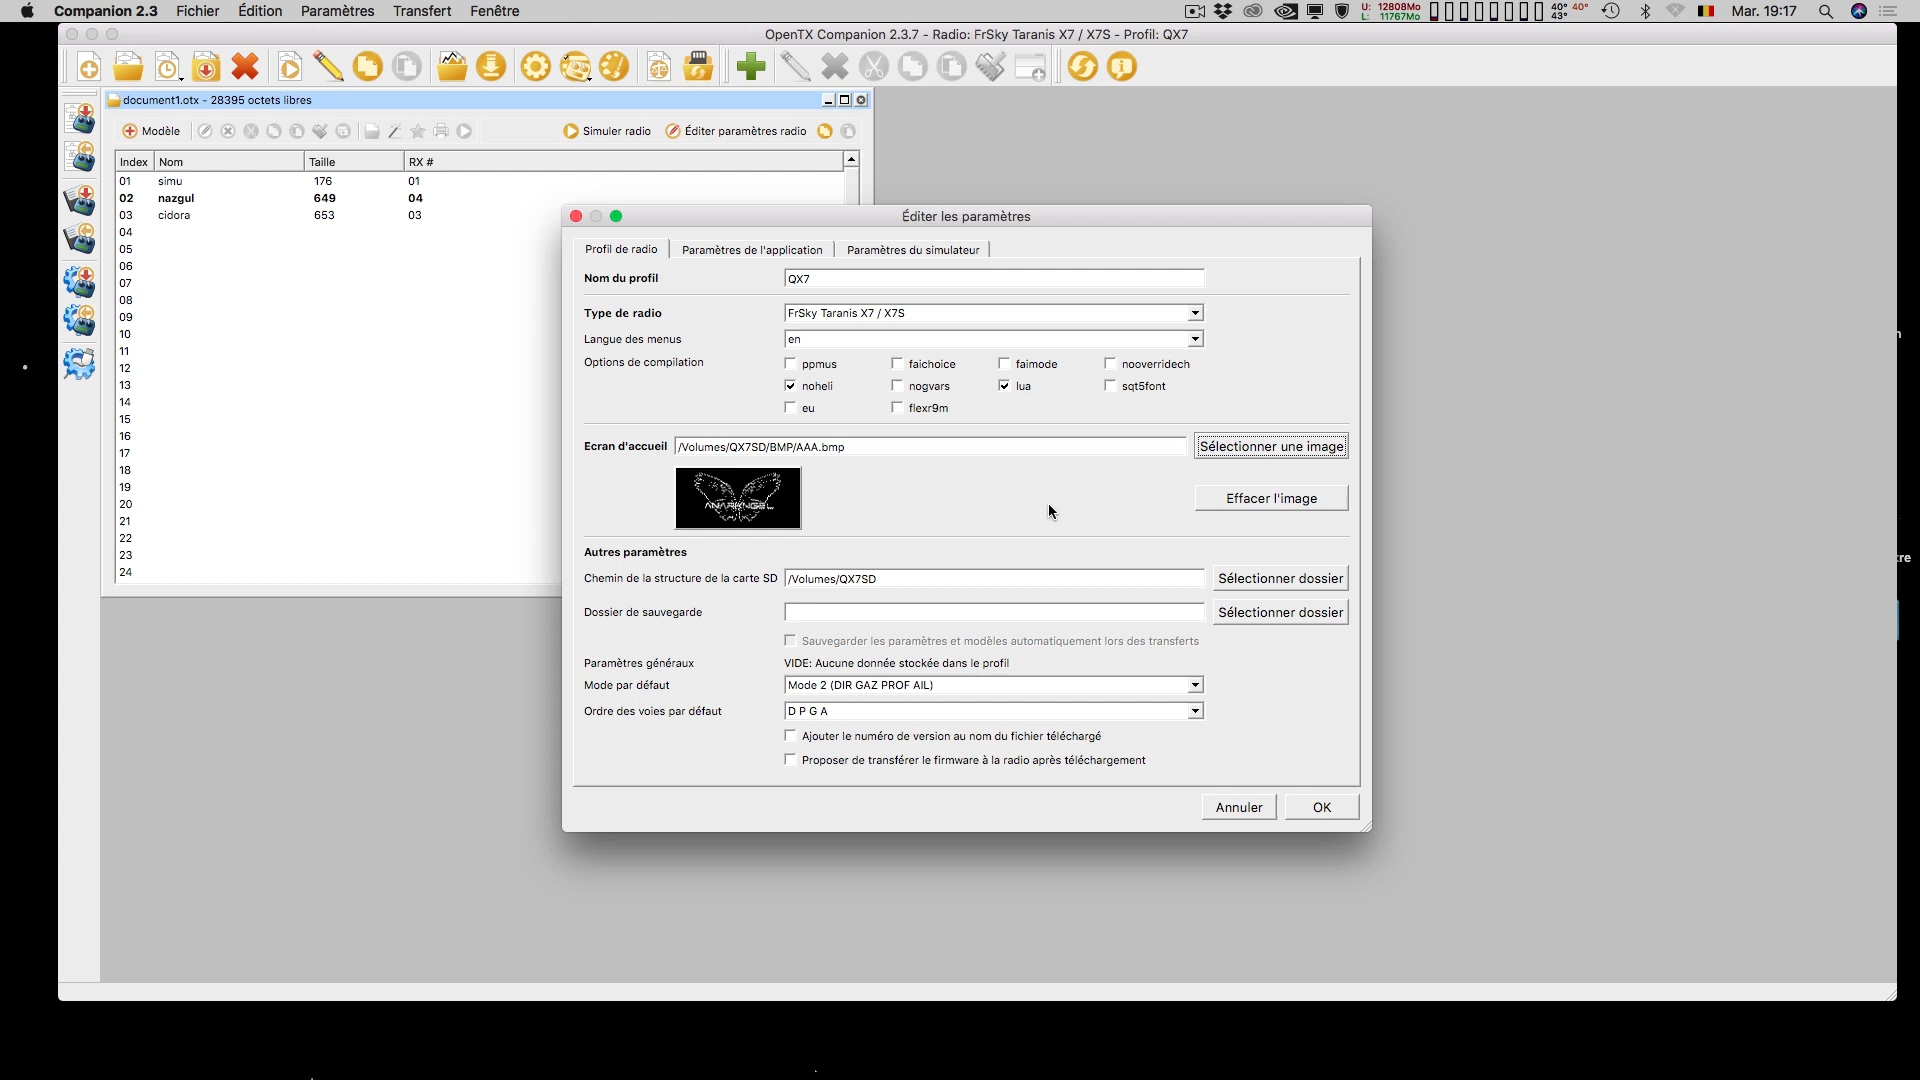 Companion 2.3 Fichier Édition Paramètres Transfert Fenêtre
U: 12808Mo
L: 11767Mo
40° 40°
43°
Mar. 19:17
OpenTX Companion 2.3.7 - Radio: FrSky Taranis X7 / X7S - Profil: QX7
document1.otx - 28395 octets libres
Modèle Simuler radio Éditer paramètres radio
Index Nom Taille RX #
01 simu 176 01
02 nazgul 649 04
03 cidora 653 03
04
05
06
07
08
09
10
11
12
13
14
15
16
17
18
19
20
21
22
23
24
Éditer les paramètres
Profil de radio Paramètres de l'application Paramètres du simulateur
Nom du profil QX7
Type de radio FrSky Taranis X7 / X7S
Langue des menus en
Options de compilation ppmus faichoice faimode nooverridech
noheli nogvars lua sqt5font
eu flexr9m
Ecran d'accueil /Volumes/QX7SD/BMP/AAA.bmp Sélectionner une image
Effacer l'image
Autres paramètres
Chemin de la structure de la carte SD /Volumes/QX7SD Sélectionner dossier
Dossier de sauvegarde Sélectionner dossier
Sauvegarder les paramètres et modèles automatiquement lors des transferts
Paramètres généraux VIDE: Aucune donnée stockée dans le profil
Mode par défaut Mode 2 (DIR GAZ PROF AIL)
Ordre des voies par défaut D P G A
Ajouter le numéro de version au nom du fichier téléchargé
Proposer de transférer le firmware à la radio après téléchargement
Annuler OK
tre